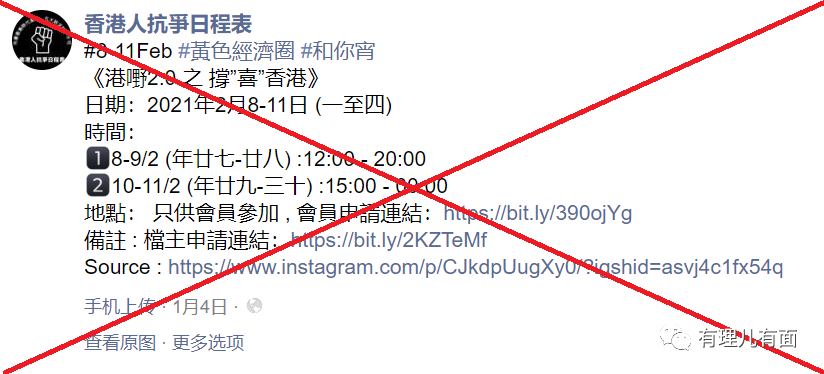 香港人抗爭日程表
#8-11Feb #黃色經濟圈 #和你宵
《港嘢2.0 之 撐”喜”香港》
日期：2021年2月8-11日 (一至四)
時間：
1 8-9/2 (年廿七-廿八) :12:00 - 20:00
2 10-11/2 (年廿九-三十) :15:00 - 00:00
地點： 只供會員參加 , 會員申請連結：https://bit.ly/390ojYg
備註 : 檔主申請連結：https://bit.ly/2KZTeMf
Source : https://www.instagram.com/p/CJkdpUugXy0/?igshid=asvj4c1fx54q
手机上传 · 1月4日 ·
查看原图 · 更多选项
有理儿有面